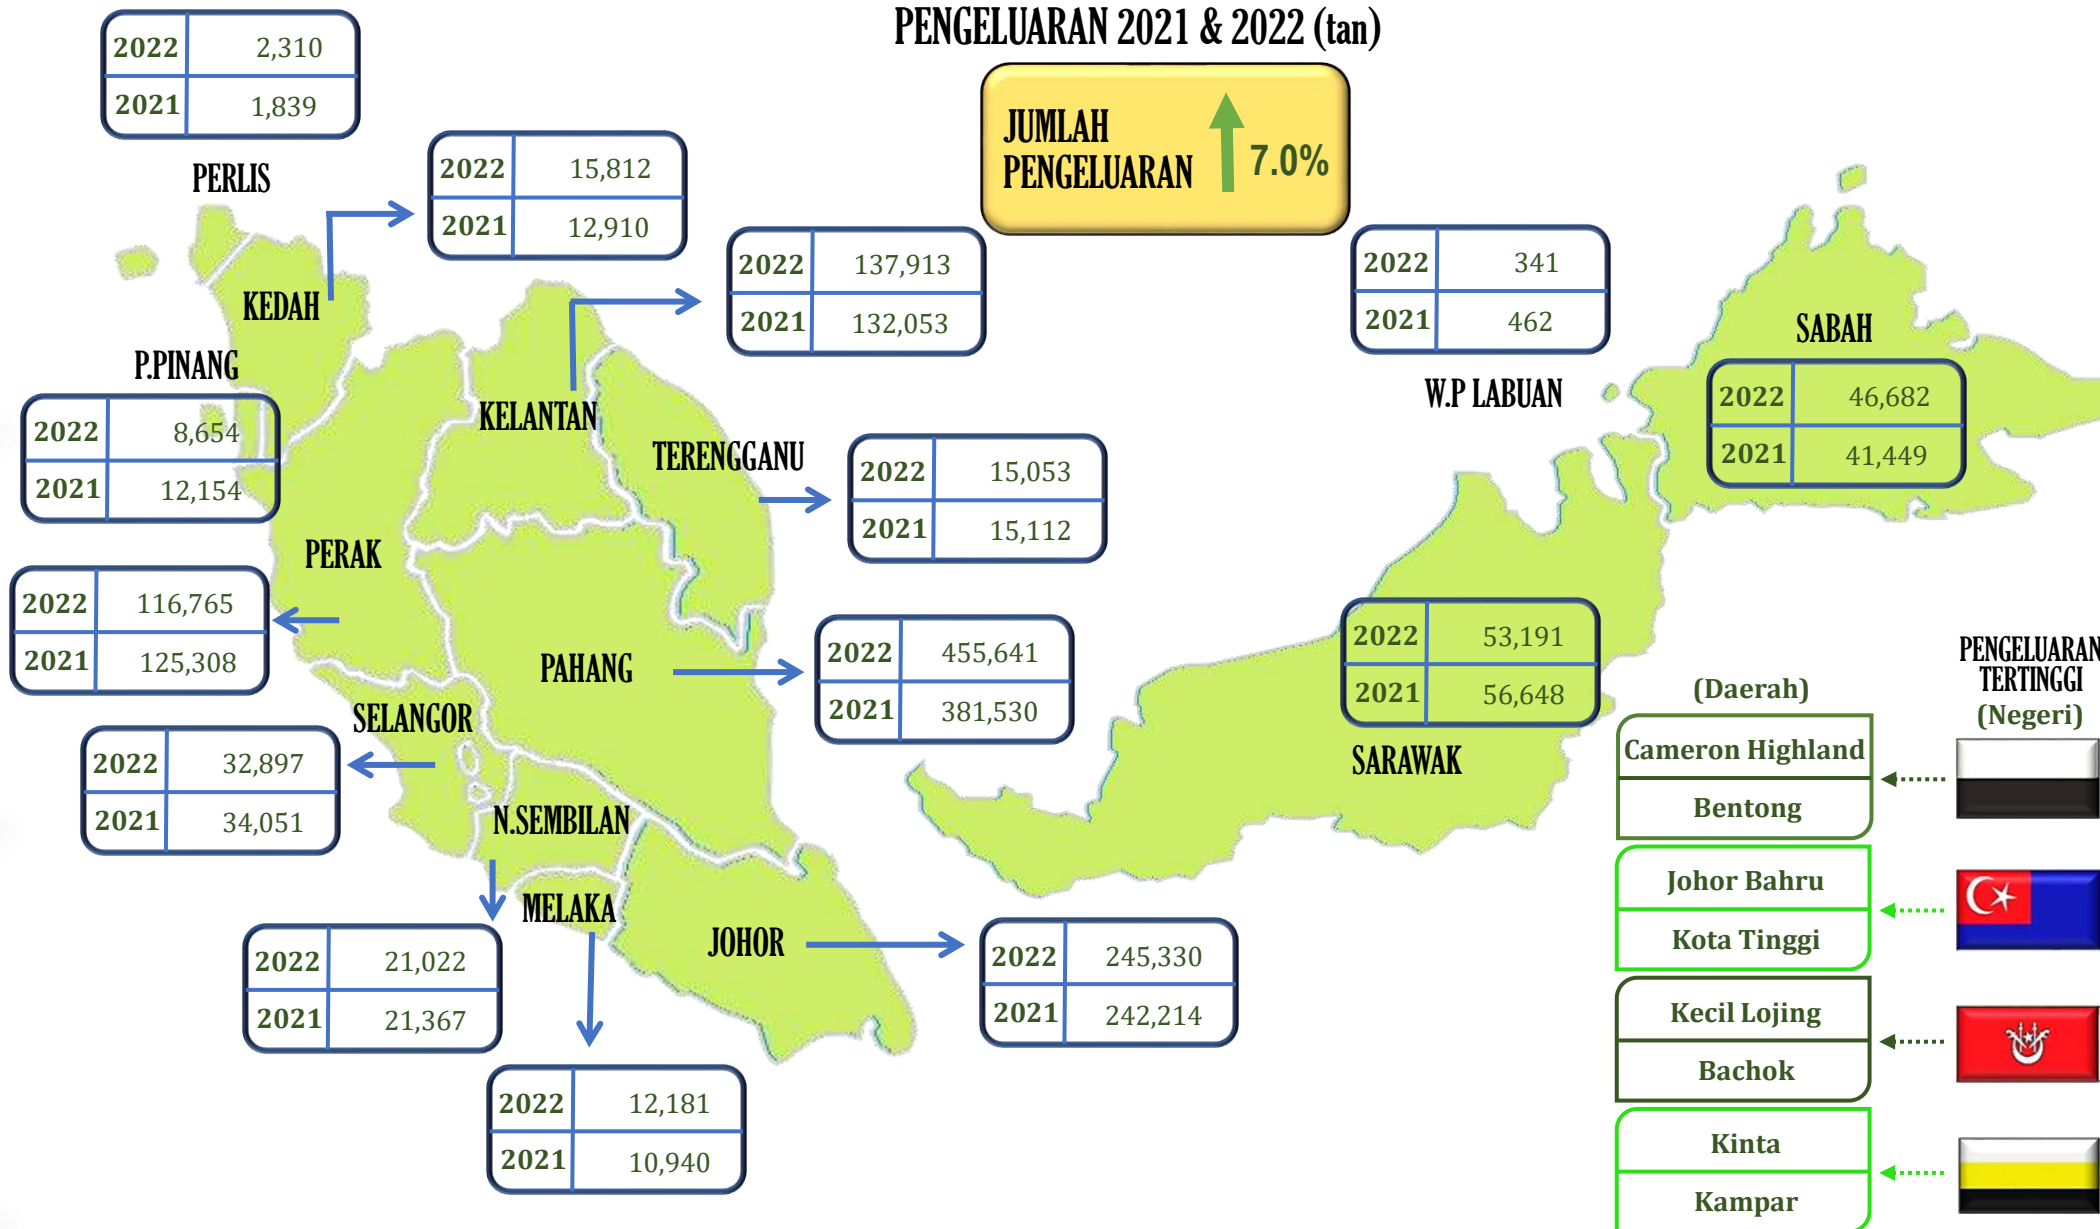 PENGELUARAN 2021 & 2022 (tan)
JUMLAH
PENGELUARAN
7.0%
2022 2,310
2021 1,839
PERLIS
2022 15,812
2021 12,910
KEDAH
2022 137,913
2021 132,053
KELANTAN
P.PINANG
2022 8,654
2021 12,154
TERENGGANU
2022 15,053
2021 15,112
PERAK
2022 116,765
2021 125,308
PAHANG
2022 455,641
2021 381,530
SELANGOR
2022 32,897
2021 34,051
N.SEMBILAN
2022 21,022
2021 21,367
MELAKA
2022 12,181
2021 10,940
JOHOR
2022 245,330
2021 242,214
2022 341
2021 462
W.P LABUAN
SABAH
2022 46,682
2021 41,449
2022 53,191
2021 56,648
SARAWAK
PENGELUARAN
TERTINGGI
(Daerah)
(Negeri)
Cameron Highland
Bentong
Johor Bahru
Kota Tinggi
Kecil Lojing
Bachok
Kinta
Kampar